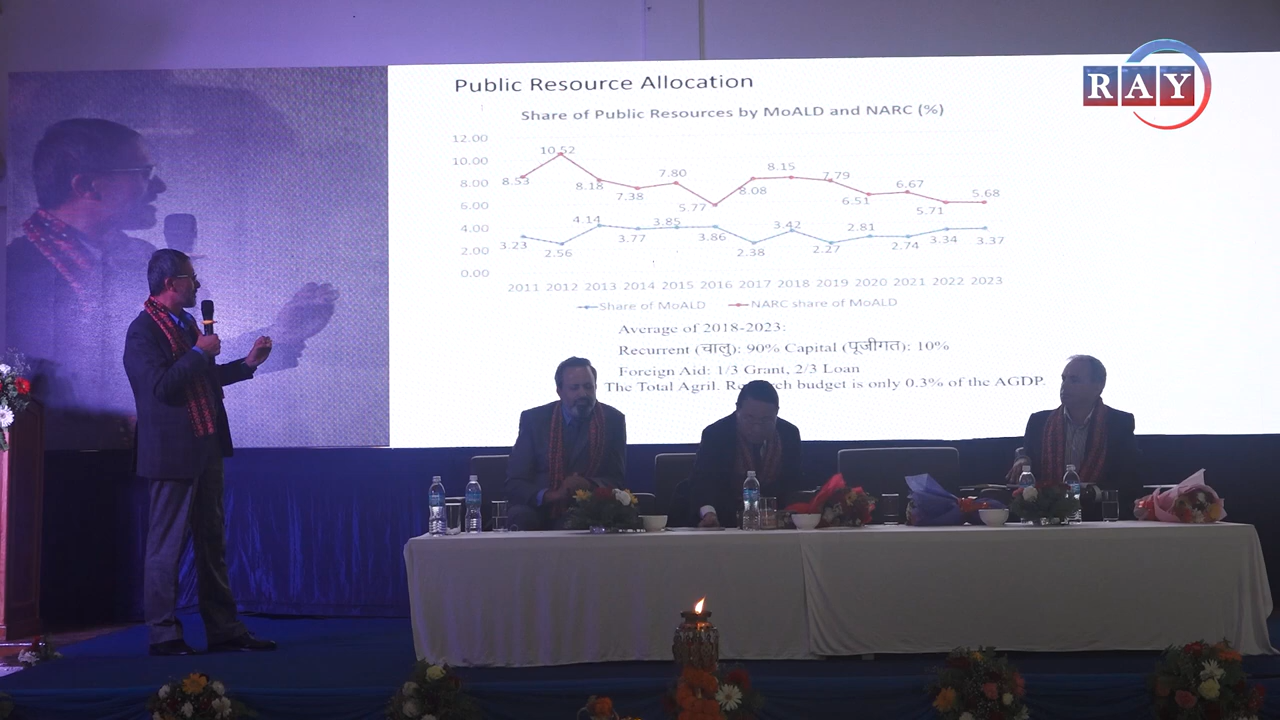 RAY
Public Resource Allocation
Share of Public Resources by MoALD and NARC (%)
12.00
10.00
8.00
6.00
4.00
2.00
0.00
8.53 10.52 8.18 7.38 7.80 5.77 8.08 8.15 7.79 6.51 6.67 5.71 5.68
3.23 2.56 4.14 3.77 3.85 3.86 2.38 3.42 2.27 2.81 2.74 3.34 3.37
2011 2012 2013 2014 2015 2016 2017 2018 2019 2020 2021 2022 2023
Share of MoALD NARC share of MoALD
Average of 2018-2023:
Recurrent (चालु): 90% Capital (पूजीगत): 10%
Foreign Aid: 1/3 Grant, 2/3 Loan
The Total Agril. Research budget is only 0.3% of the AGDP.